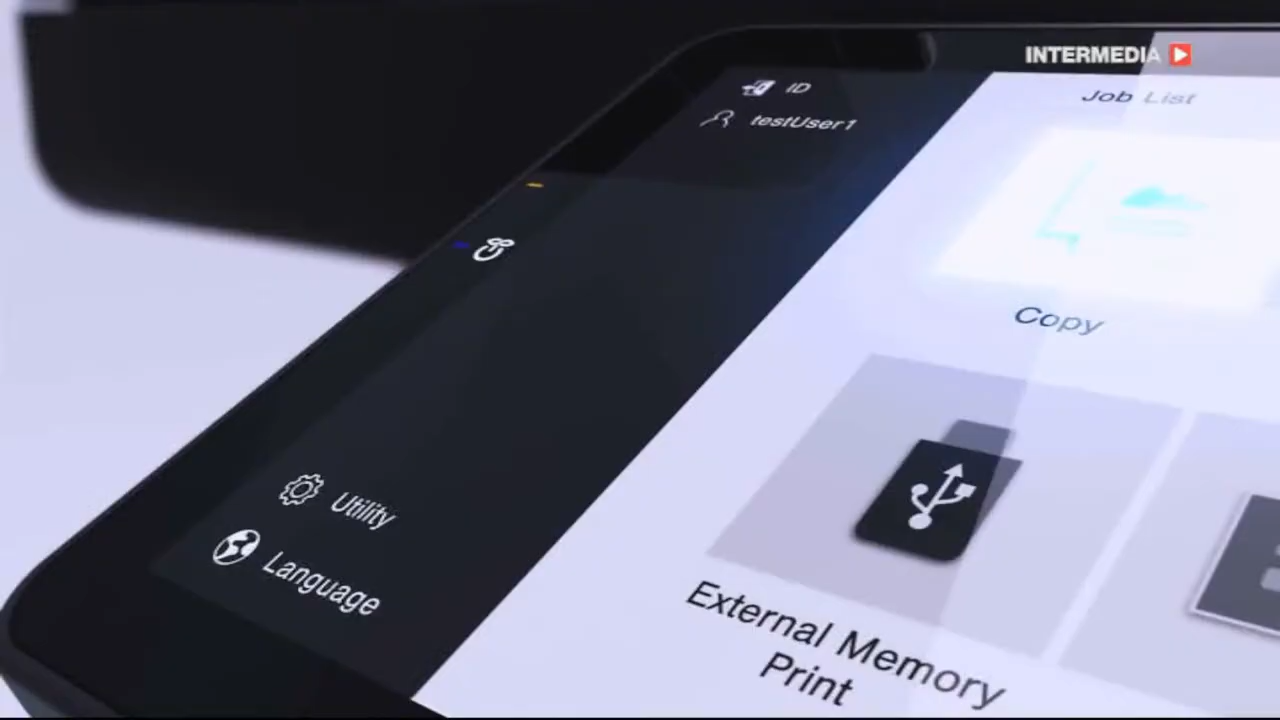 INTERMEDIA
ID
Job List
testUser1
Copy
Utility
Language
External Memory
Print